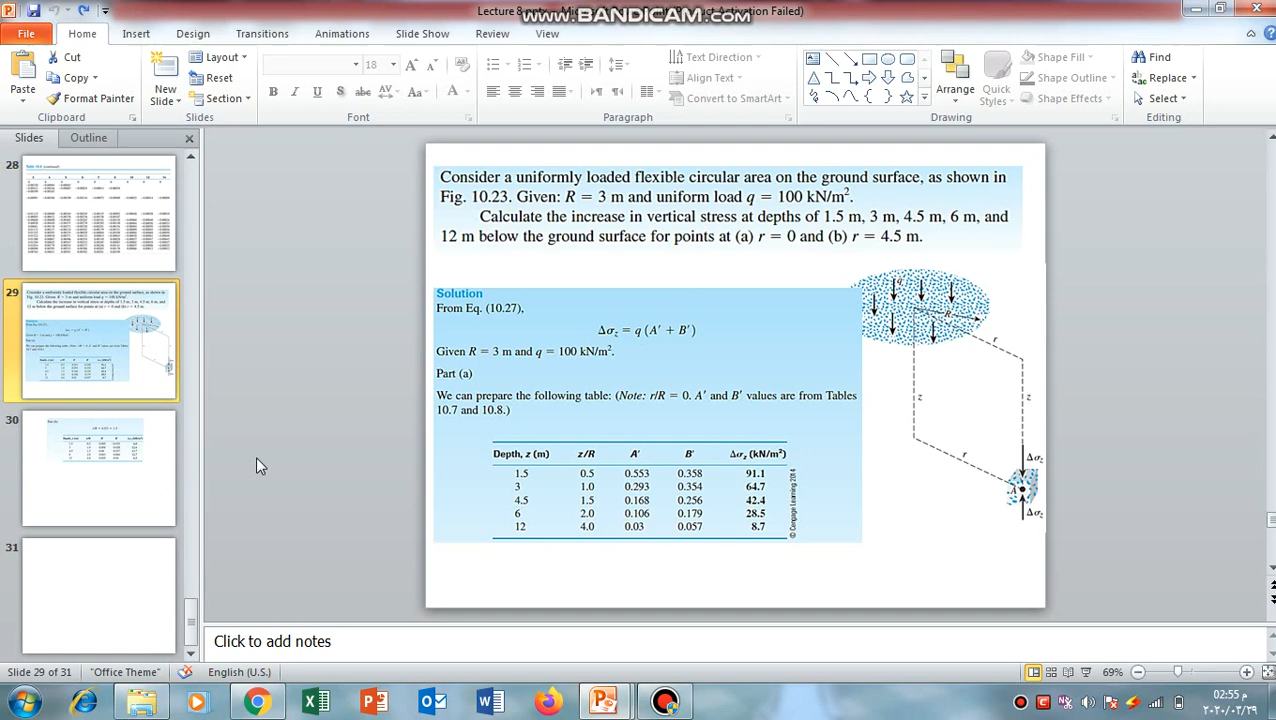 www.BANDICAM.com
File Home Insert Design Transitions Animations Slide Show Review View
Paste
Cut
Copy
Format Painter
Clipboard
New Slide
Layout
Reset
Section
Slides
18
Font
Paragraph
Text Direction
Align Text
Convert to SmartArt
Arrange
Quick Styles
Shape Fill
Shape Outline
Shape Effects
Drawing
Find
Replace
Select
Editing
Slides Outline
28
29
30
31
Consider a uniformly loaded flexible circular area on the ground surface, as shown in
Fig. 10.23. Given: R = 3 m and uniform load q = 100 kN/m².
Calculate the increase in vertical stress at depths of 1.5 m, 3 m, 4.5 m, 6 m, and
12 m below the ground surface for points at (a) r = 0 and (b) r = 4.5 m.
Solution
From Eq. (10.27),
Δσz = q (A′ + B′)
Given R = 3 m and q = 100 kN/m².
Part (a)
We can prepare the following table: (Note: r/R = 0. A′ and B′ values are from Tables
10.7 and 10.8.)
Depth, z (m) z/R A′ B′ Δσz (kN/m²)
1.5 0.5 0.553 0.358 91.1
3 1.0 0.293 0.354 64.7
4.5 1.5 0.168 0.256 42.4
6 2.0 0.106 0.179 28.5
12 4.0 0.03 0.057 8.7
© Cengage Learning 2014
q
R
r
z
z
r
Δσz
A
Δσz
Click to add notes
Slide 29 of 31 "Office Theme" English (U.S.) 69%
02:55 م
٢٠٢٠/٠٣/٢٩